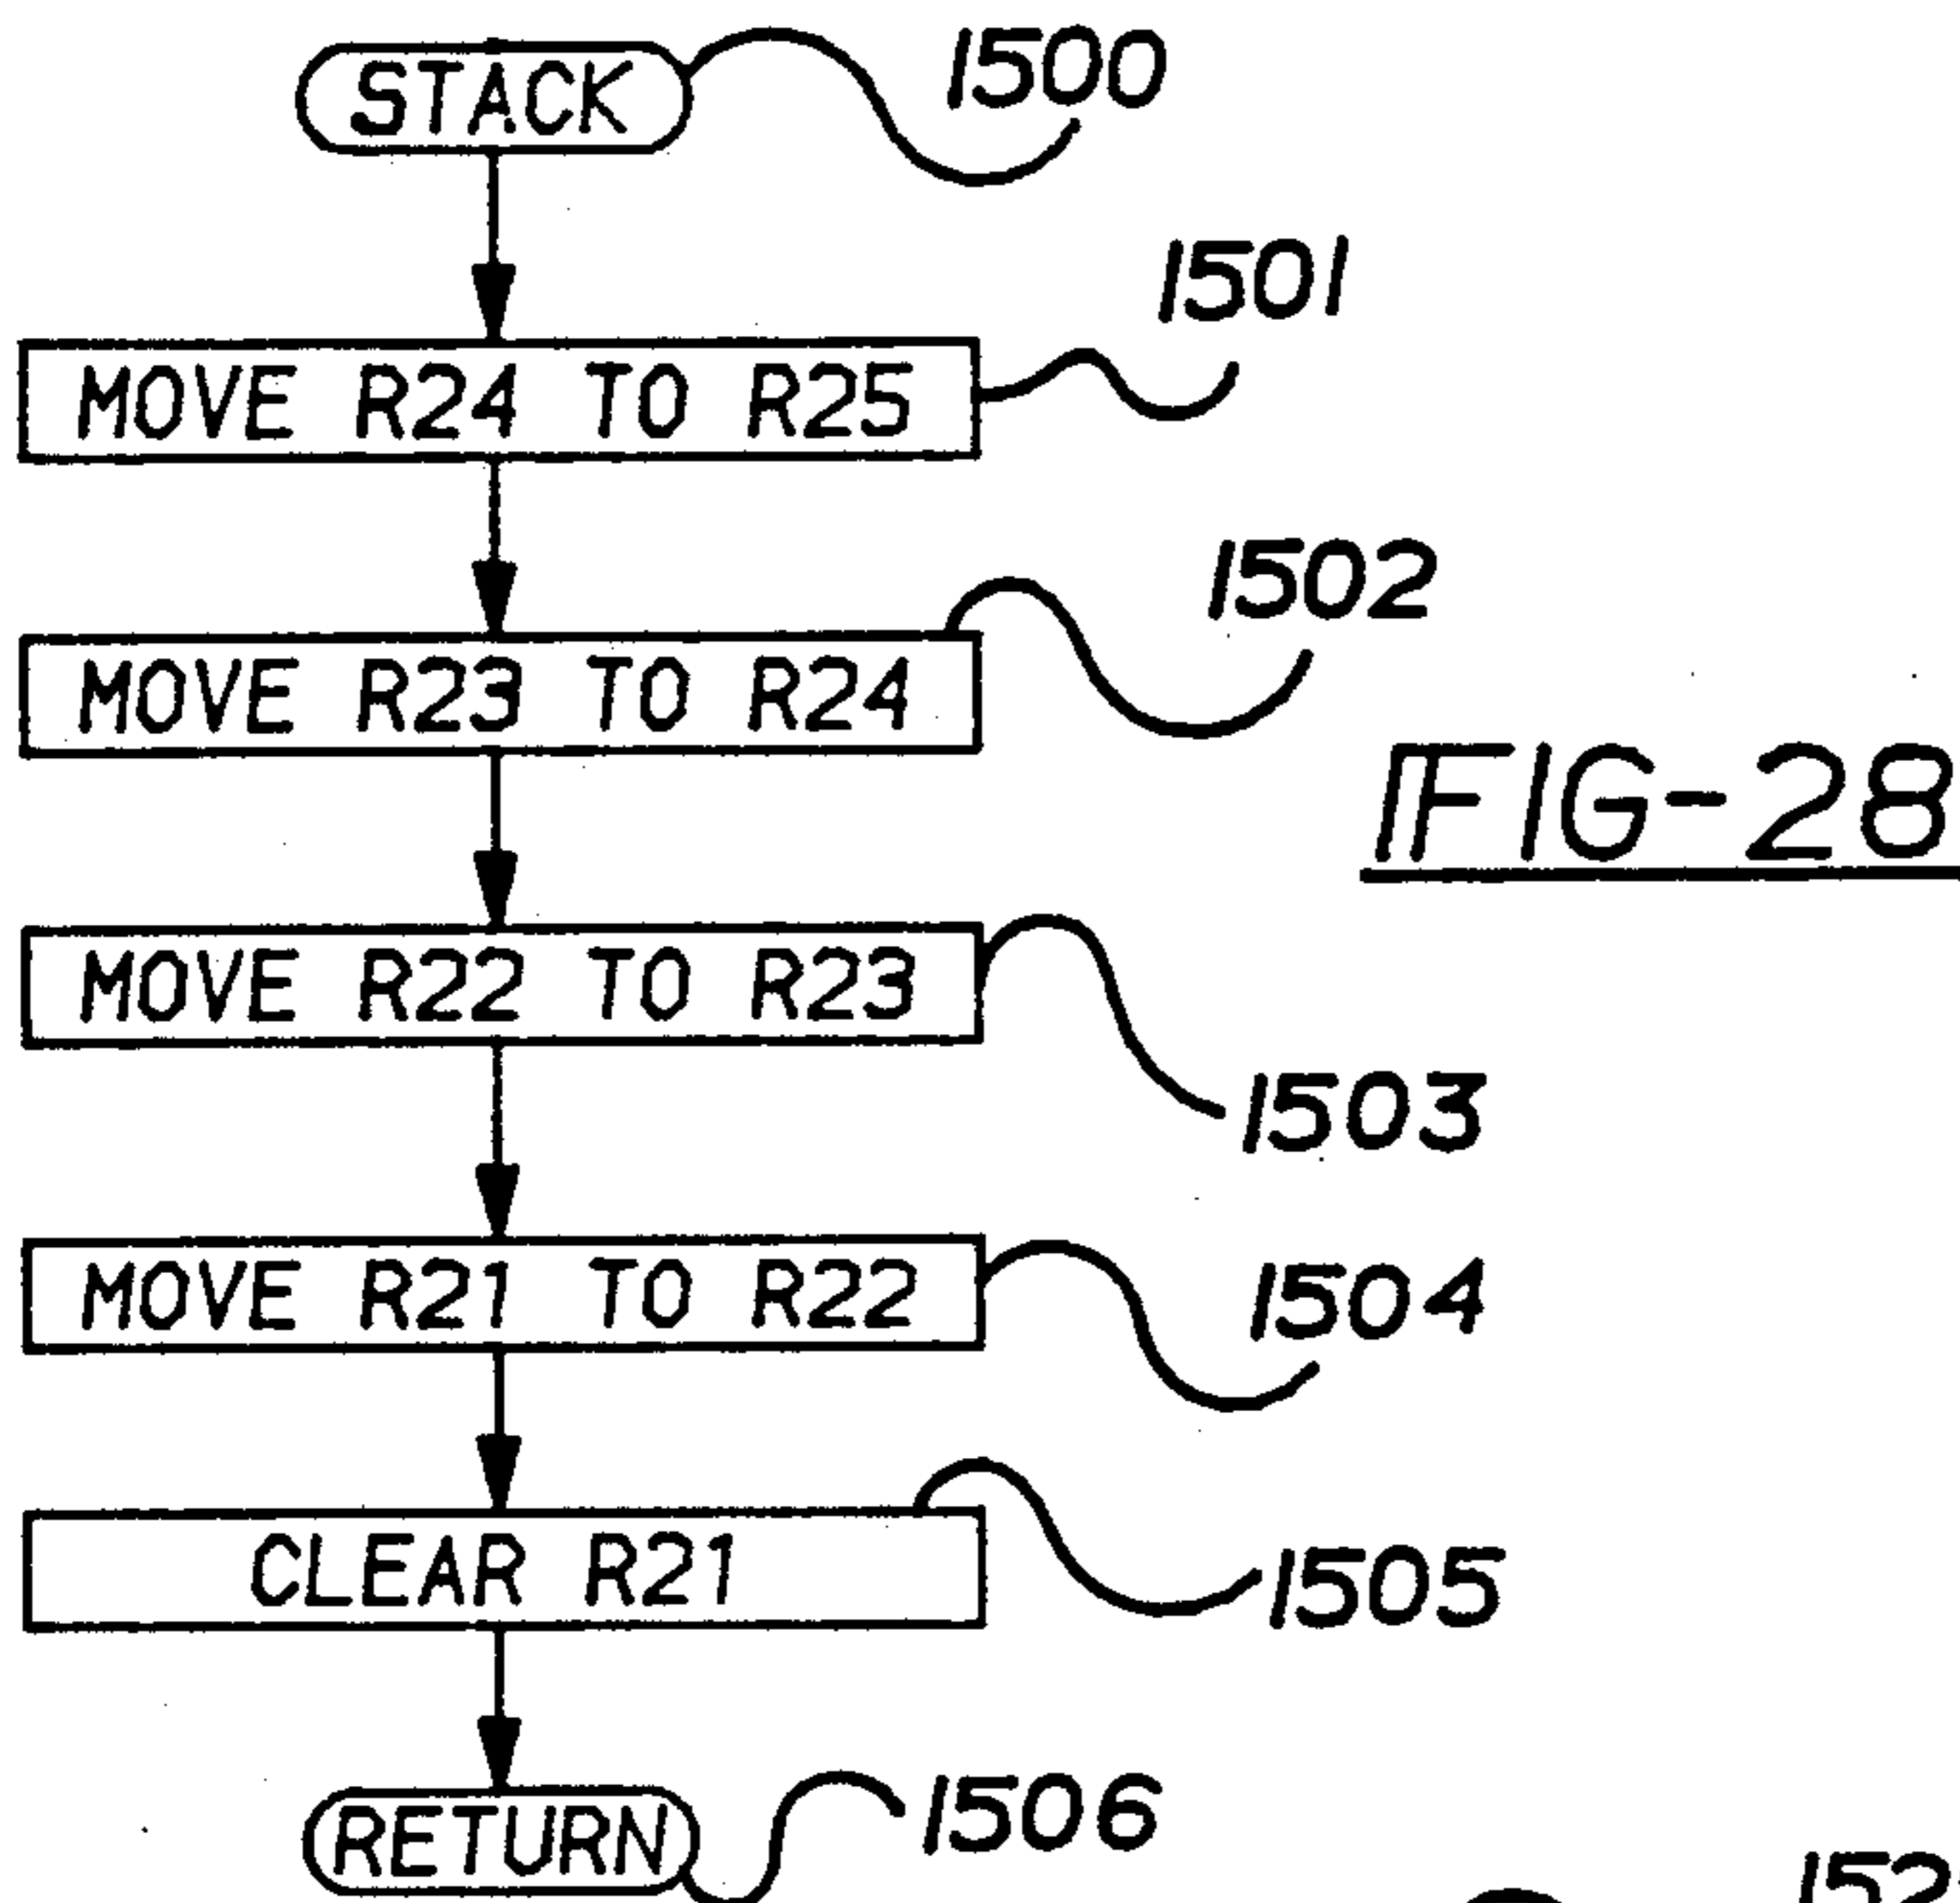 STACK
1500
1501
MOVE R24 TO R25
1502
MOVE R23 TO R24
FIG-28
MOVE R22 TO R23
1503
MOVE R21 TO R22
1504
CLEAR R21
1505
RETURN
1506